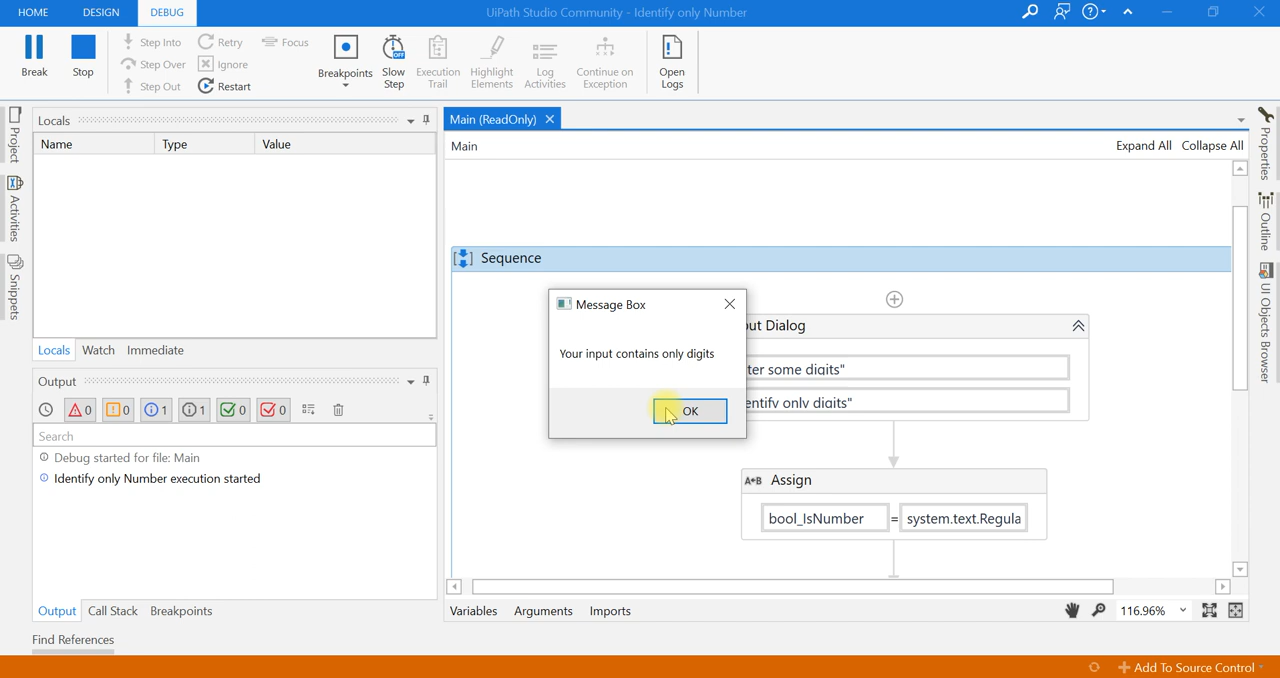 HOME DESIGN DEBUG UiPath Studio Community - Identify only Number
Break Stop Step Into Step Over Step Out Retry Ignore Restart Focus Breakpoints Slow Step OFF Execution Trail Highlight Elements Log Activities Continue on Exception Open Logs
Project
Activities
Snippets
Locals
Name Type Value
Locals Watch Immediate
Output
0 0 1 1 0 0
Search
Debug started for file: Main
Identify only Number execution started
Output Call Stack Breakpoints
Find References
Main (ReadOnly)
Main Expand All Collapse All
Sequence
Message Box
Your input contains only digits
OK
put Dialog
ter some digits"
entify only digits"
A+B Assign
bool_IsNumber = system.text.Regula
Variables Arguments Imports 116.96%
Properties
Outline
UI Objects Browser
Add To Source Control